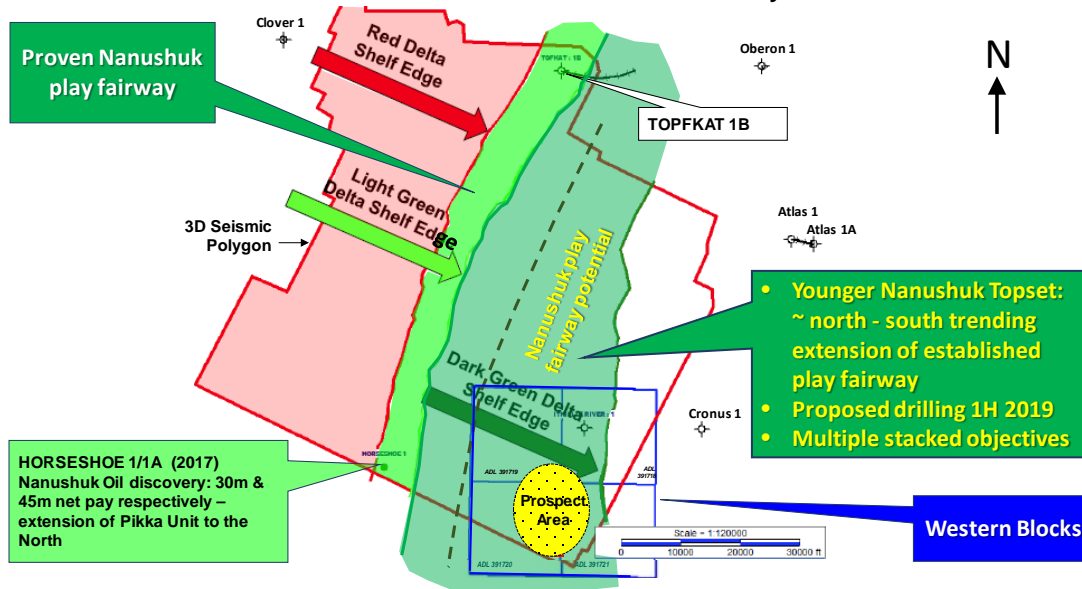 Clover 1
Proven Nanushuk
play fairway
Red Delta
Shelf Edge
TOFKAT : 1B
Oberon 1
N
TOPFKAT 1B
Light Green
Delta Shelf Edge
3D Seismic
Polygon
Atlas 1
Atlas 1A
Nanushuk play
fairway potential
• Younger Nanushuk Topset:
~ north - south trending
extension of established
play fairway
• Proposed drilling 1H 2019
• Multiple stacked objectives
Dark Green Delta
Shelf Edge
Cronus 1
HORSESHOE 1
HORSESHOE 1/1A (2017)
Nanushuk Oil discovery: 30m &
45m net pay respectively –
extension of Pikka Unit to the
North
ADL 391719
ADL 391718
Prospect
Area
Western Blocks
Scale = 1:120000
0 10000 20000 30000 ft
ADL 391720
ADL 391721